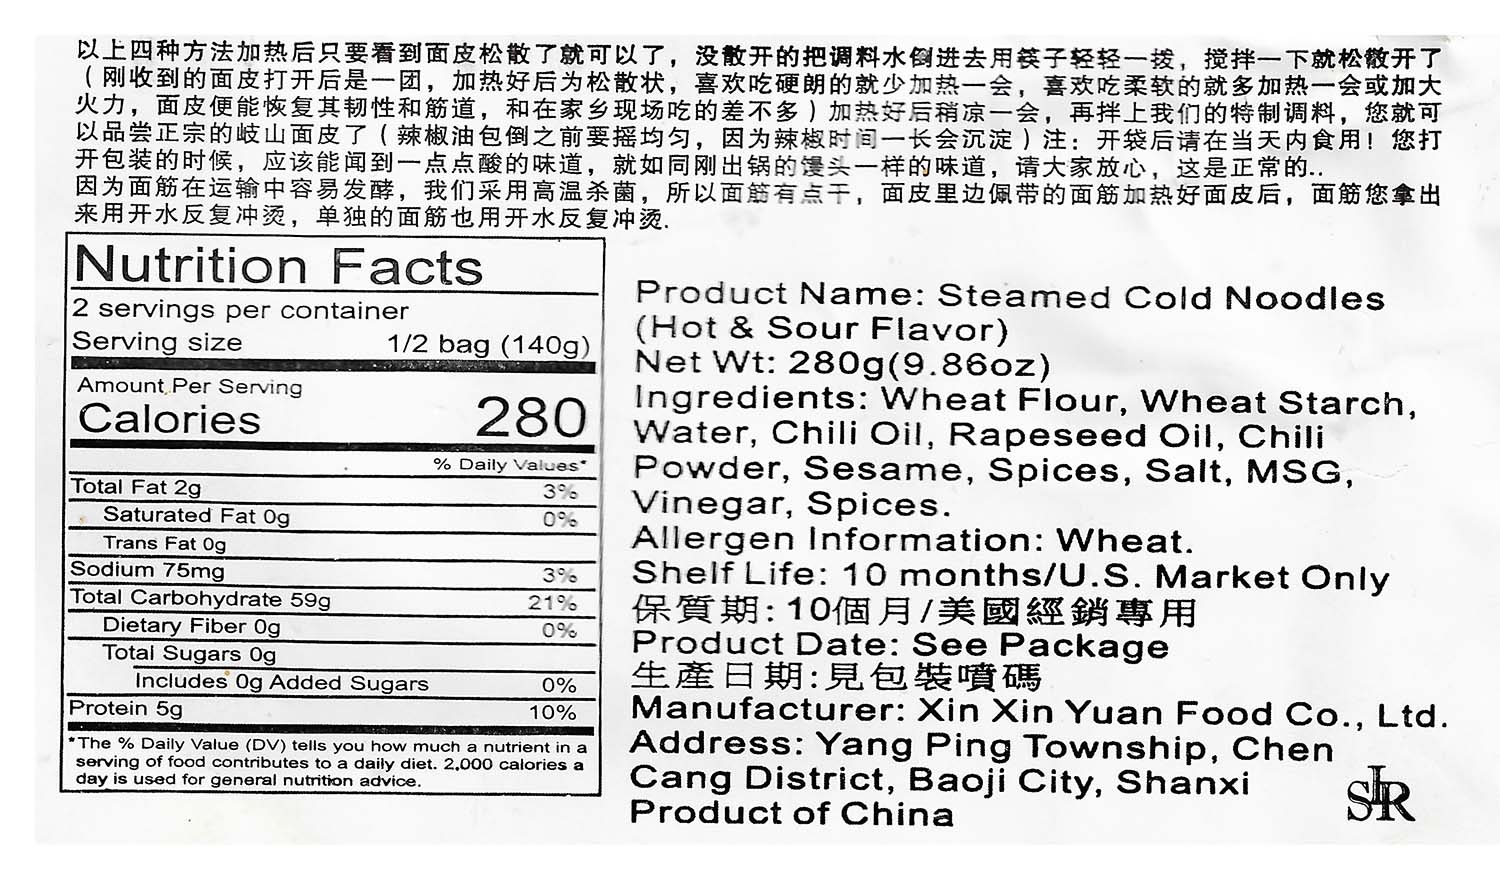 以上四种方法加热后只要看到面皮松散了就可以了，没散开的把调料水倒进去用筷子轻轻一拨，搅拌一下就松散开了
（刚收到的面皮打开后是一团，加热好后为松散状，喜欢吃硬朗的就少加热一会，喜欢吃柔软的就多加热一会或加大
火力，面皮便能恢复其韧性和筋道，和在家乡现场吃的差不多）加热好后稍凉一会，再拌上我们的特制调料，您就可
以品尝正宗的岐山面皮了（辣椒油包倒之前要摇均匀，因为辣椒时间一长会沉淀）注：开袋后请在当天内食用！您打
开包装的时候，应该能闻到一点点酸的味道，就如同刚出锅的馒头一样的味道，请大家放心，这是正常的..
因为面筋在运输中容易发酵，我们采用高温杀菌，所以面筋有点干，面皮里边佩带的面筋加热好面皮后，面筋您拿出
来用开水反复冲烫，单独的面筋也用开水反复冲烫.
Nutrition Facts
2 servings per container
Serving size 1/2 bag (140g)
Amount Per Serving
Calories 280
% Daily Values*
Total Fat 2g 3%
Saturated Fat 0g 0%
Trans Fat 0g
Sodium 75mg 3%
Total Carbohydrate 59g 21%
Dietary Fiber 0g 0%
Total Sugars 0g
Includes 0g Added Sugars 0%
Protein 5g 10%
*The % Daily Value (DV) tells you how much a nutrient in a
serving of food contributes to a daily diet. 2,000 calories a
day is used for general nutrition advice.
Product Name: Steamed Cold Noodles
(Hot & Sour Flavor)
Net Wt: 280g(9.86oz)
Ingredients: Wheat Flour, Wheat Starch,
Water, Chili Oil, Rapeseed Oil, Chili
Powder, Sesame, Spices, Salt, MSG,
Vinegar, Spices.
Allergen Information: Wheat.
Shelf Life: 10 months/U.S. Market Only
保質期: 10個月/美國經銷專用
Product Date: See Package
生產日期:見包裝噴碼
Manufacturer: Xin Xin Yuan Food Co., Ltd.
Address: Yang Ping Township, Chen
Cang District, Baoji City, Shanxi
Product of China
SLR